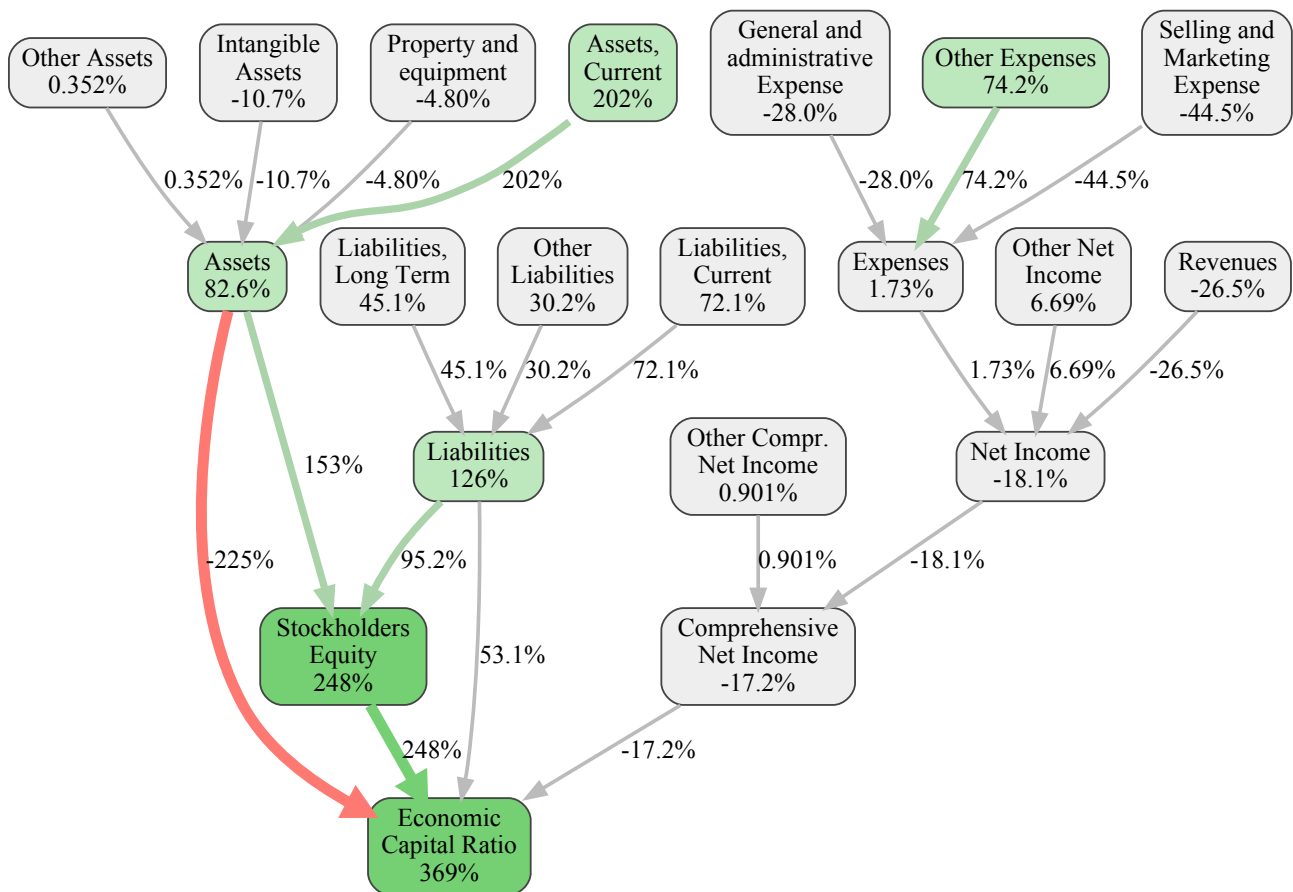 Other Assets
0.352%
Intangible
Assets
-10.7%
Property and
equipment
-4.80%
Assets,
Current
202%
General and
administrative
Expense
-28.0%
Other Expenses
74.2%
Selling and
Marketing
Expense
-44.5%
0.352%
-10.7%
-4.80%
202%
-28.0%
74.2%
-44.5%
Assets
82.6%
Liabilities,
Long Term
45.1%
Other
Liabilities
30.2%
Liabilities,
Current
72.1%
Expenses
1.73%
Other Net
Income
6.69%
Revenues
-26.5%
45.1%
30.2%
72.1%
1.73%
6.69%
-26.5%
153%
Liabilities
126%
Other Compr.
Net Income
0.901%
Net Income
-18.1%
-225%
95.2%
0.901%
-18.1%
Stockholders
Equity
248%
53.1%
Comprehensive
Net Income
-17.2%
248%
-17.2%
Economic
Capital Ratio
369%